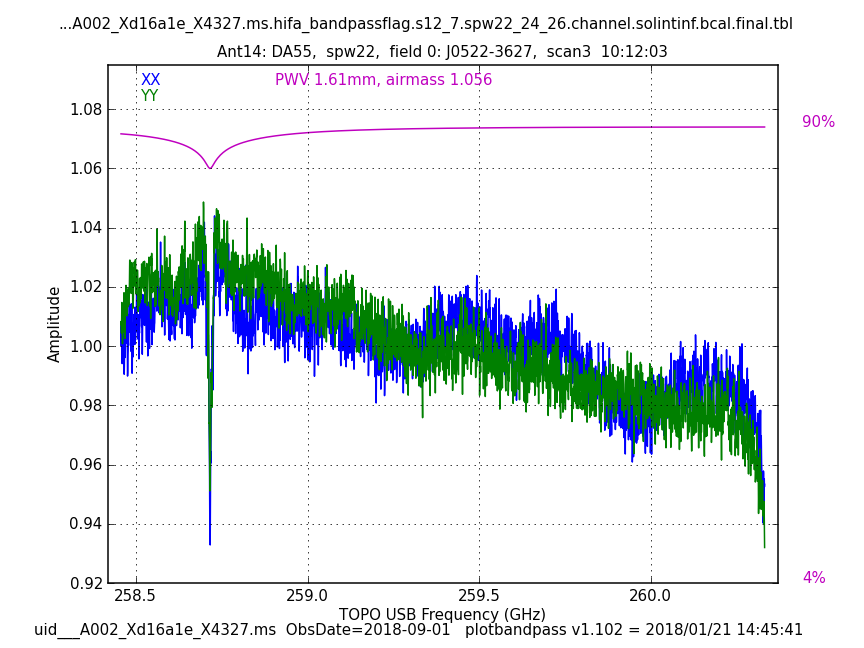 ...A002_Xd16a1e_X4327.ms.hifa_bandpassflag.s12_7.spw22_24_26.channel.solintinf.bcal.final.tbl
Ant14: DA55,  spw22,  field 0: J0522-3627,  scan3  10:12:03
XX
PWV 1.61mm, airmass 1.056
YY
90%
4%
Amplitude
1.08
1.06
1.04
1.02
1.00
0.98
0.96
0.94
0.92
258.5
259.0
259.5
260.0
TOPO USB Frequency (GHz)
uid___A002_Xd16a1e_X4327.ms  ObsDate=2018-09-01   plotbandpass v1.102 = 2018/01/21 14:45:41